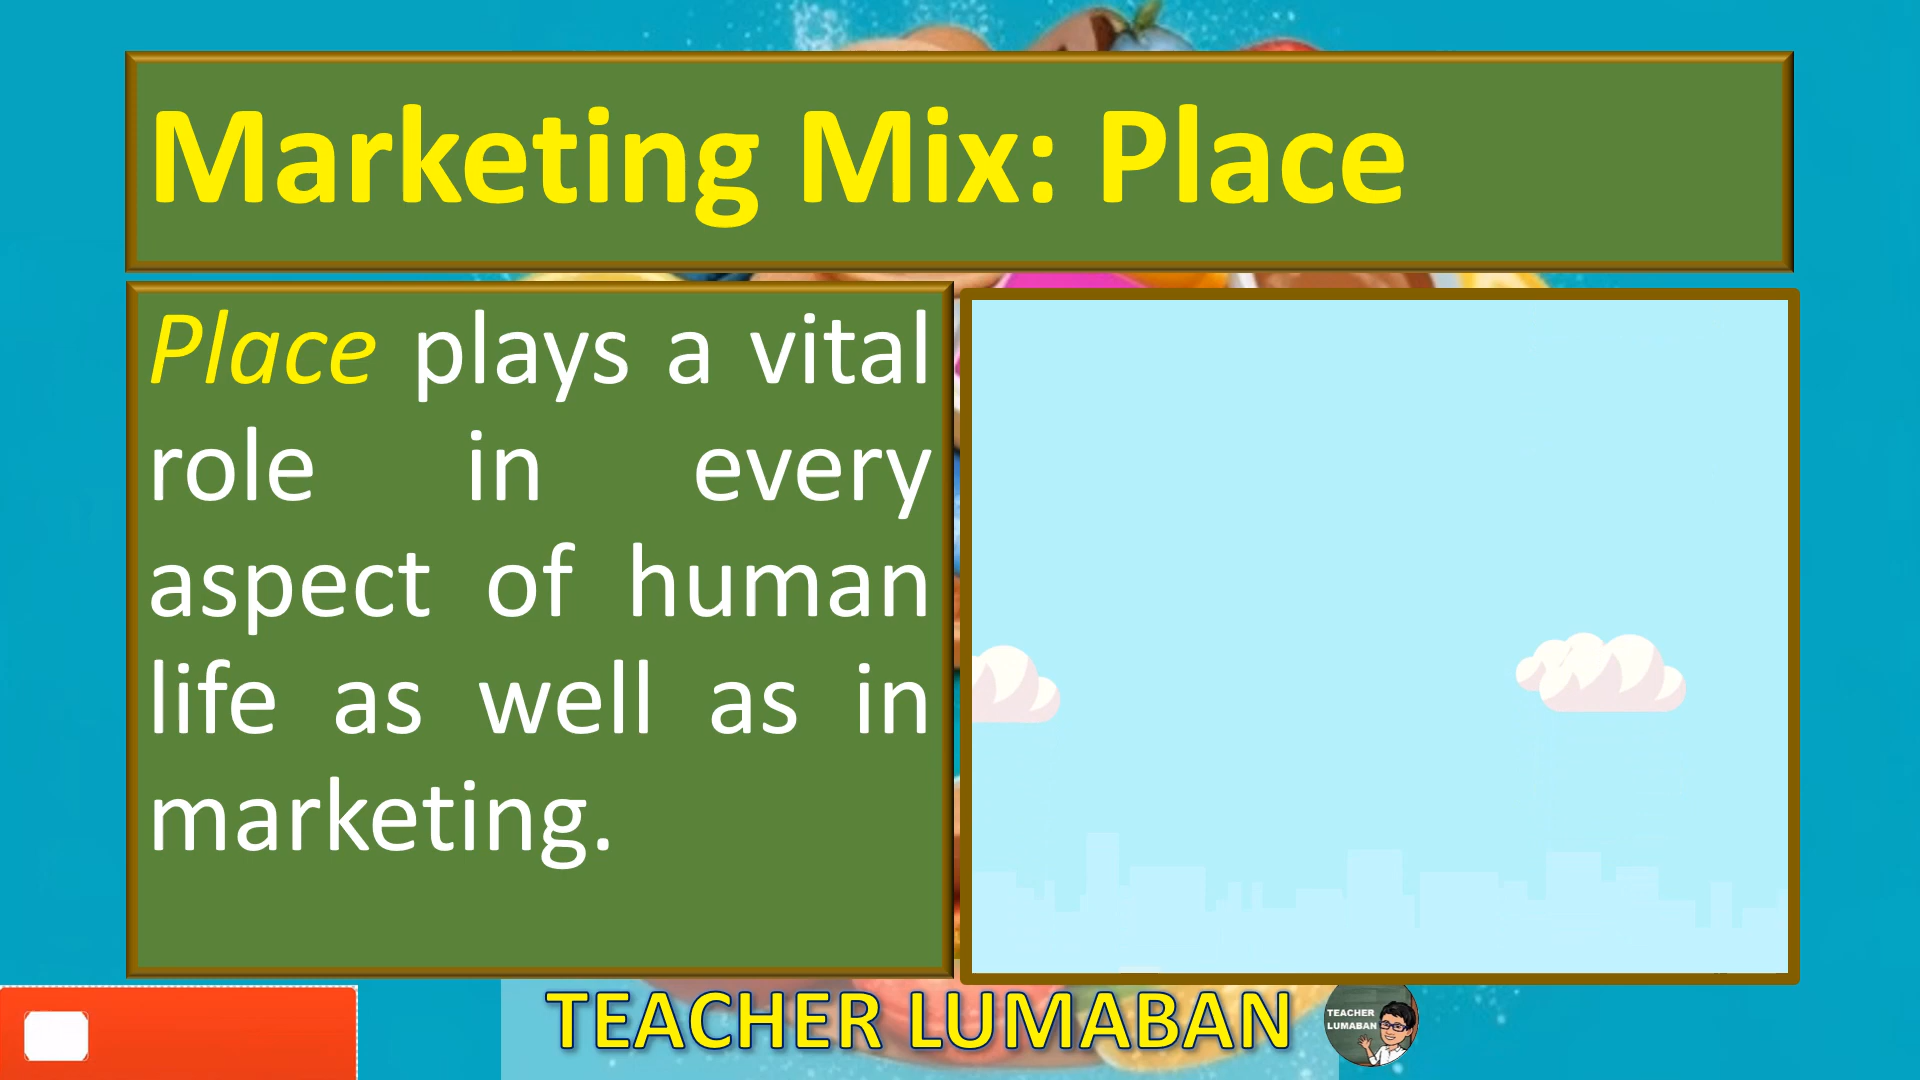 Marketing Mix: Place
Place plays a vital
role in every
aspect of human
life as well as in
marketing.
TEACHER LUMABAN
TEACHER
LUMABAN